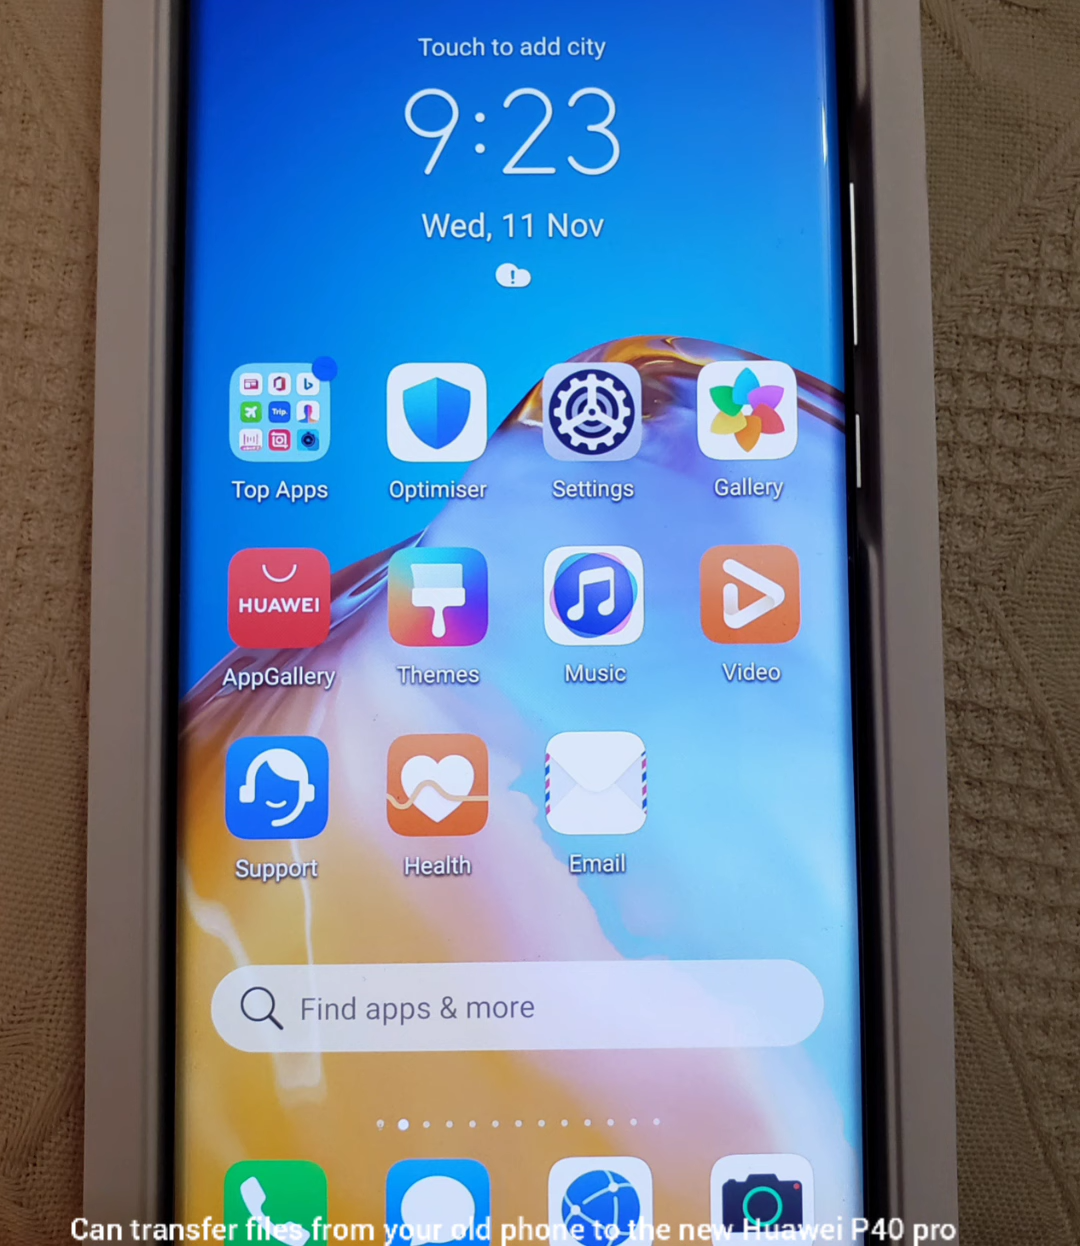 Touch to add city
9:23
Wed, 11 Nov
Trip.
Top Apps
Optimiser
Settings
Gallery
HUAWEI
AppGallery
Themes
Music
Video
Support
Health
Email
Find apps & more
Can transfer files from your old phone to the new Huawei P40 pro